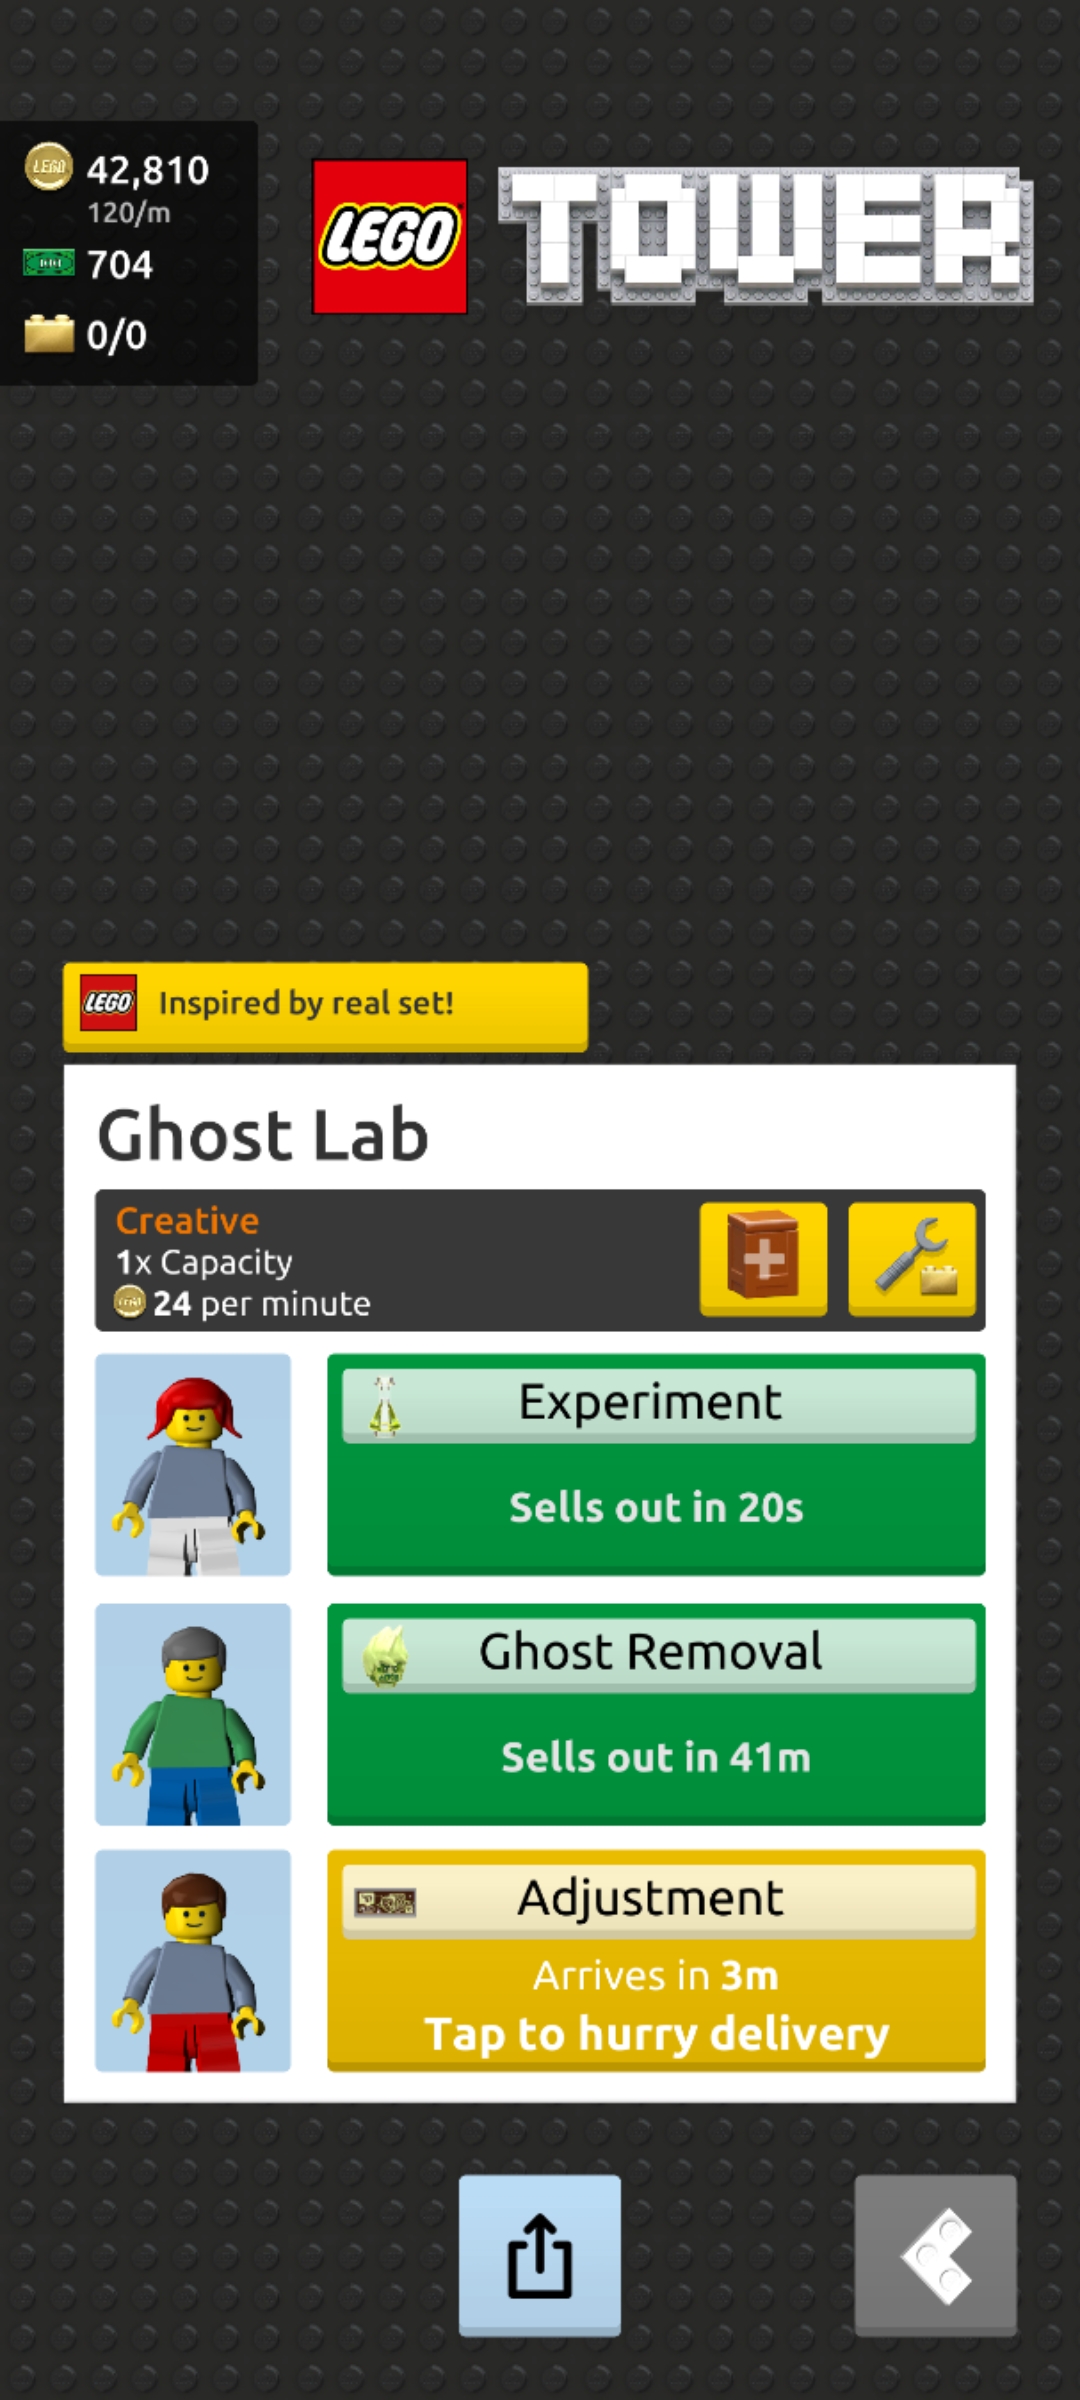 42,810
120/m
704
0/0
LEGO
TOWER
LEGO
Inspired by real set!
Ghost Lab
Creative
1x Capacity
24 per minute
Experiment
Sells out in 20s
Ghost Removal
Sells out in 41m
Adjustment
Arrives in 3m
Tap to hurry delivery